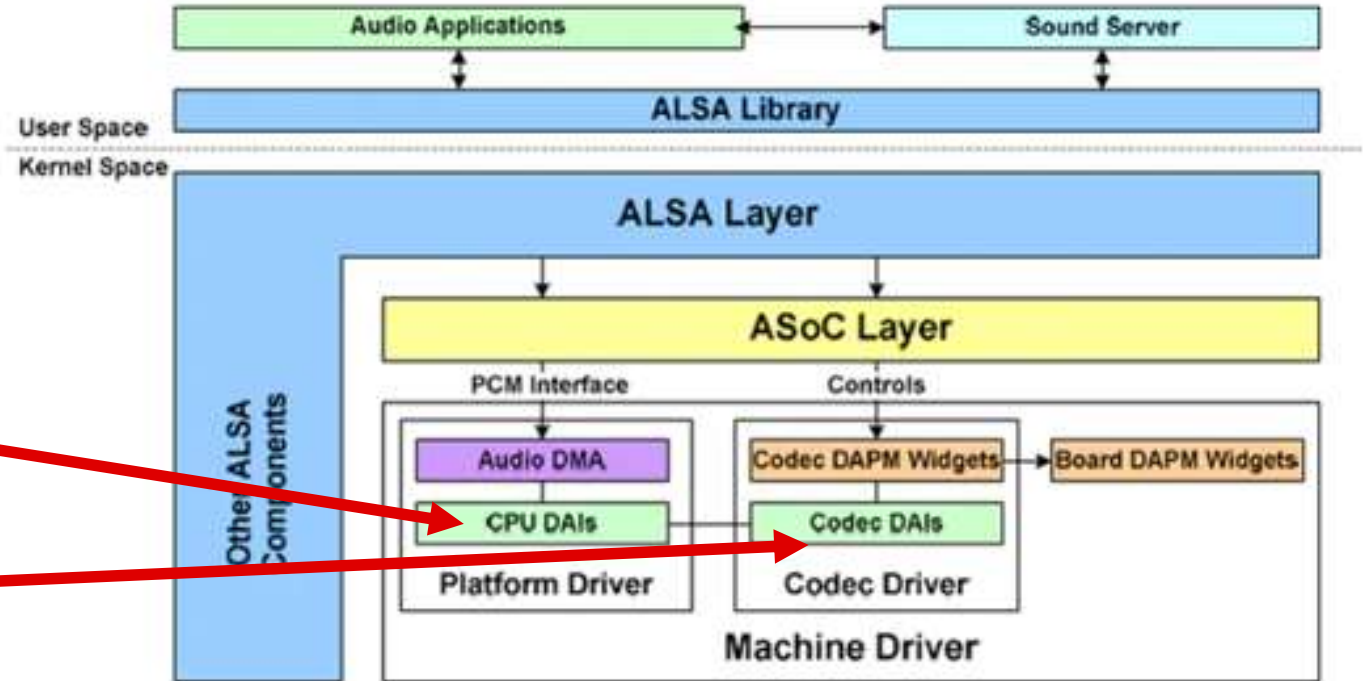 Audio Applications
Sound Server
ALSA Library
User Space
Kernel Space
ALSA Layer
ASoC Layer
PCM Interface
Controls
Other ALSA
Components
Audio DMA
Codec DAPM Widgets
Board DAPM Widgets
CPU DAIs
Codec DAIs
Platform Driver
Codec Driver
Machine Driver